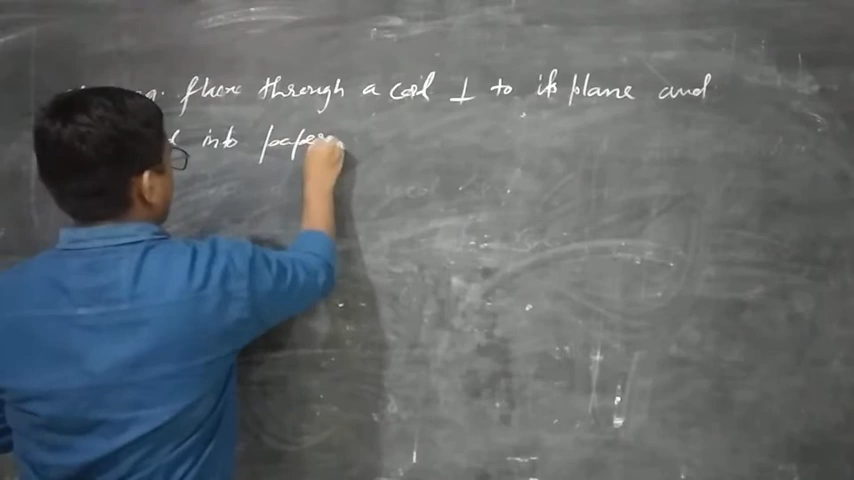 flux through a coil ⊥ to its plane and
into paper